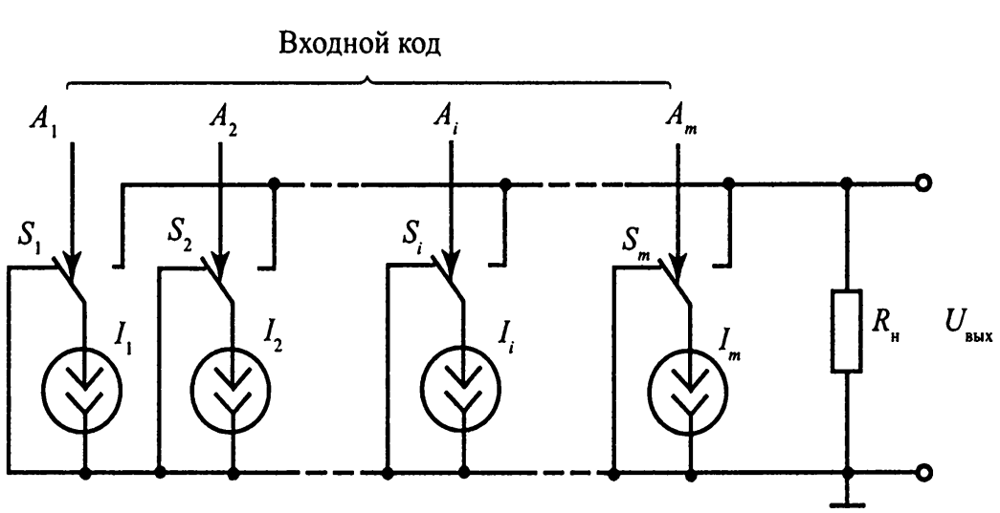 Входной код
A₁ A₂ Aᵢ Aₘ
S₁ S₂ Sᵢ Sₘ
I₁ I₂ Iᵢ Iₘ Rн Uвых